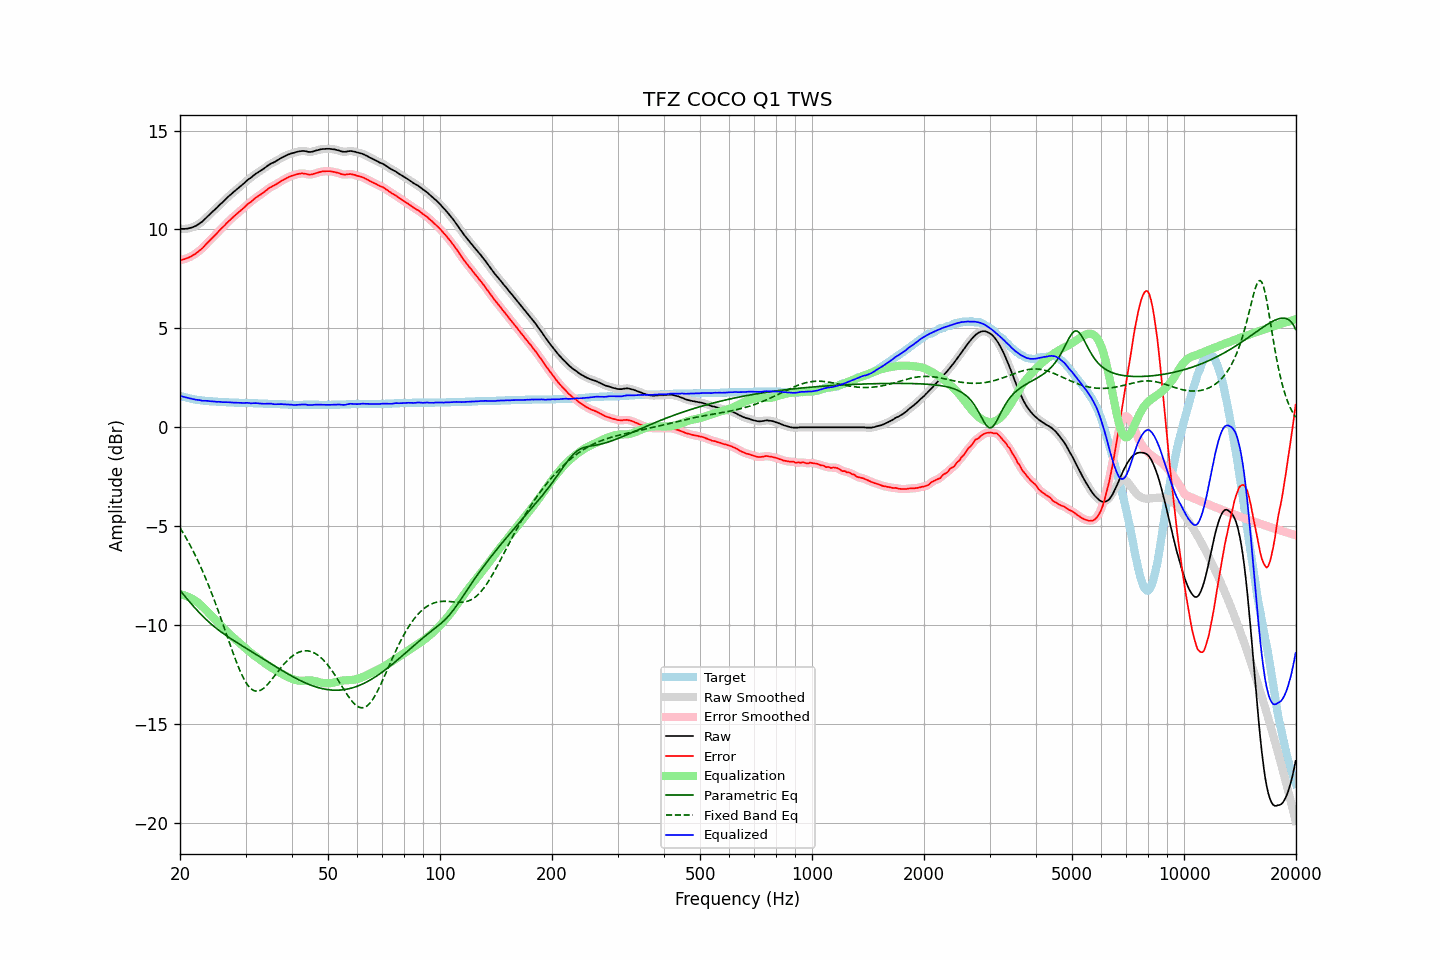 TFZ COCO Q1 TWS
15
10
5
0
−5
−10
−15
−20
Amplitude (dBr)
Target
Raw Smoothed
Error Smoothed
Raw
Error
Equalization
Parametric Eq
Fixed Band Eq
Equalized
20 50 100 200 500 1000 2000 5000 10000 20000
Frequency (Hz)